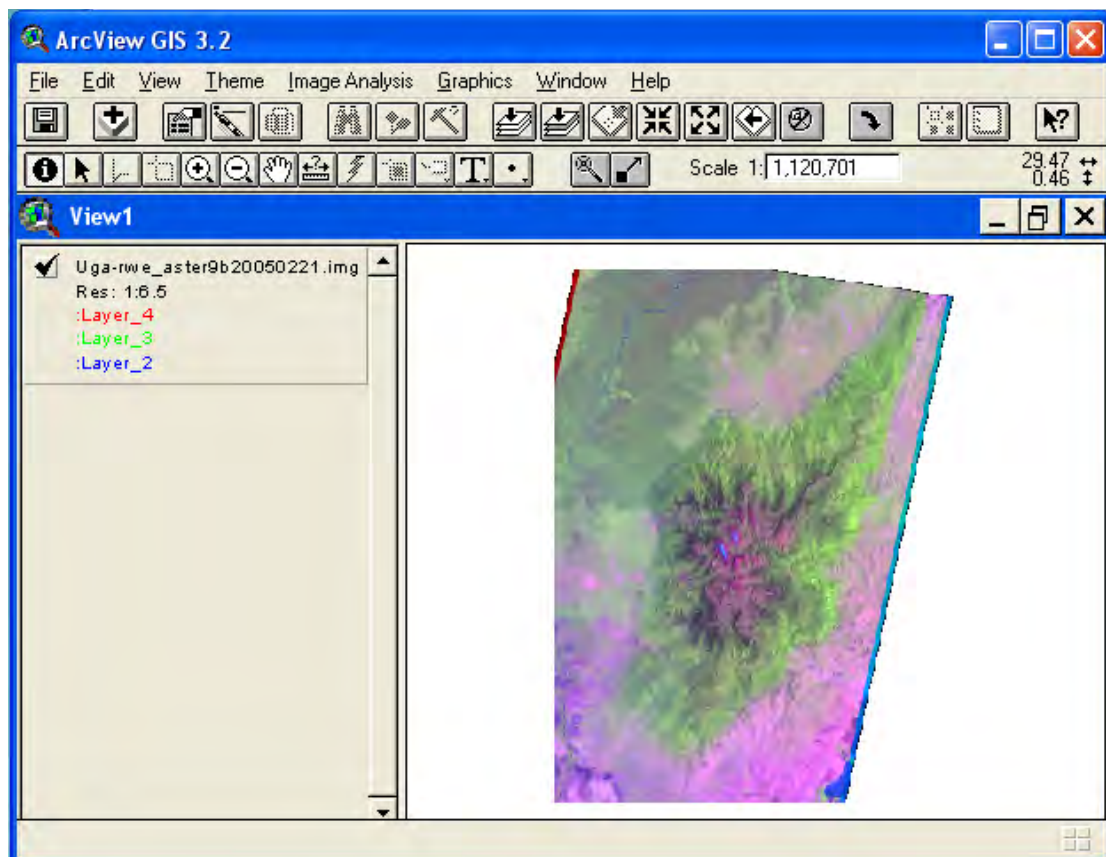 ArcView GIS 3.2
File Edit View Theme Image Analysis Graphics Window Help
Scale 1: 1,120,701 29.47
0.46
View1
Uga-rwe_aster9b20050221.img
Res: 1:6.5
:Layer_4
:Layer_3
:Layer_2